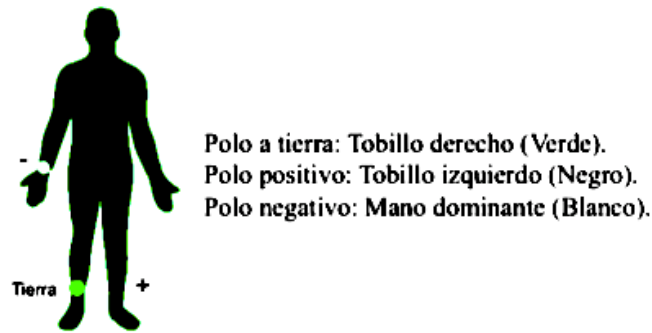 Polo a tierra: Tobillo derecho (Verde).
Polo positivo: Tobillo izquierdo (Negro).
Polo negativo: Mano dominante (Blanco).
-
Tierra +